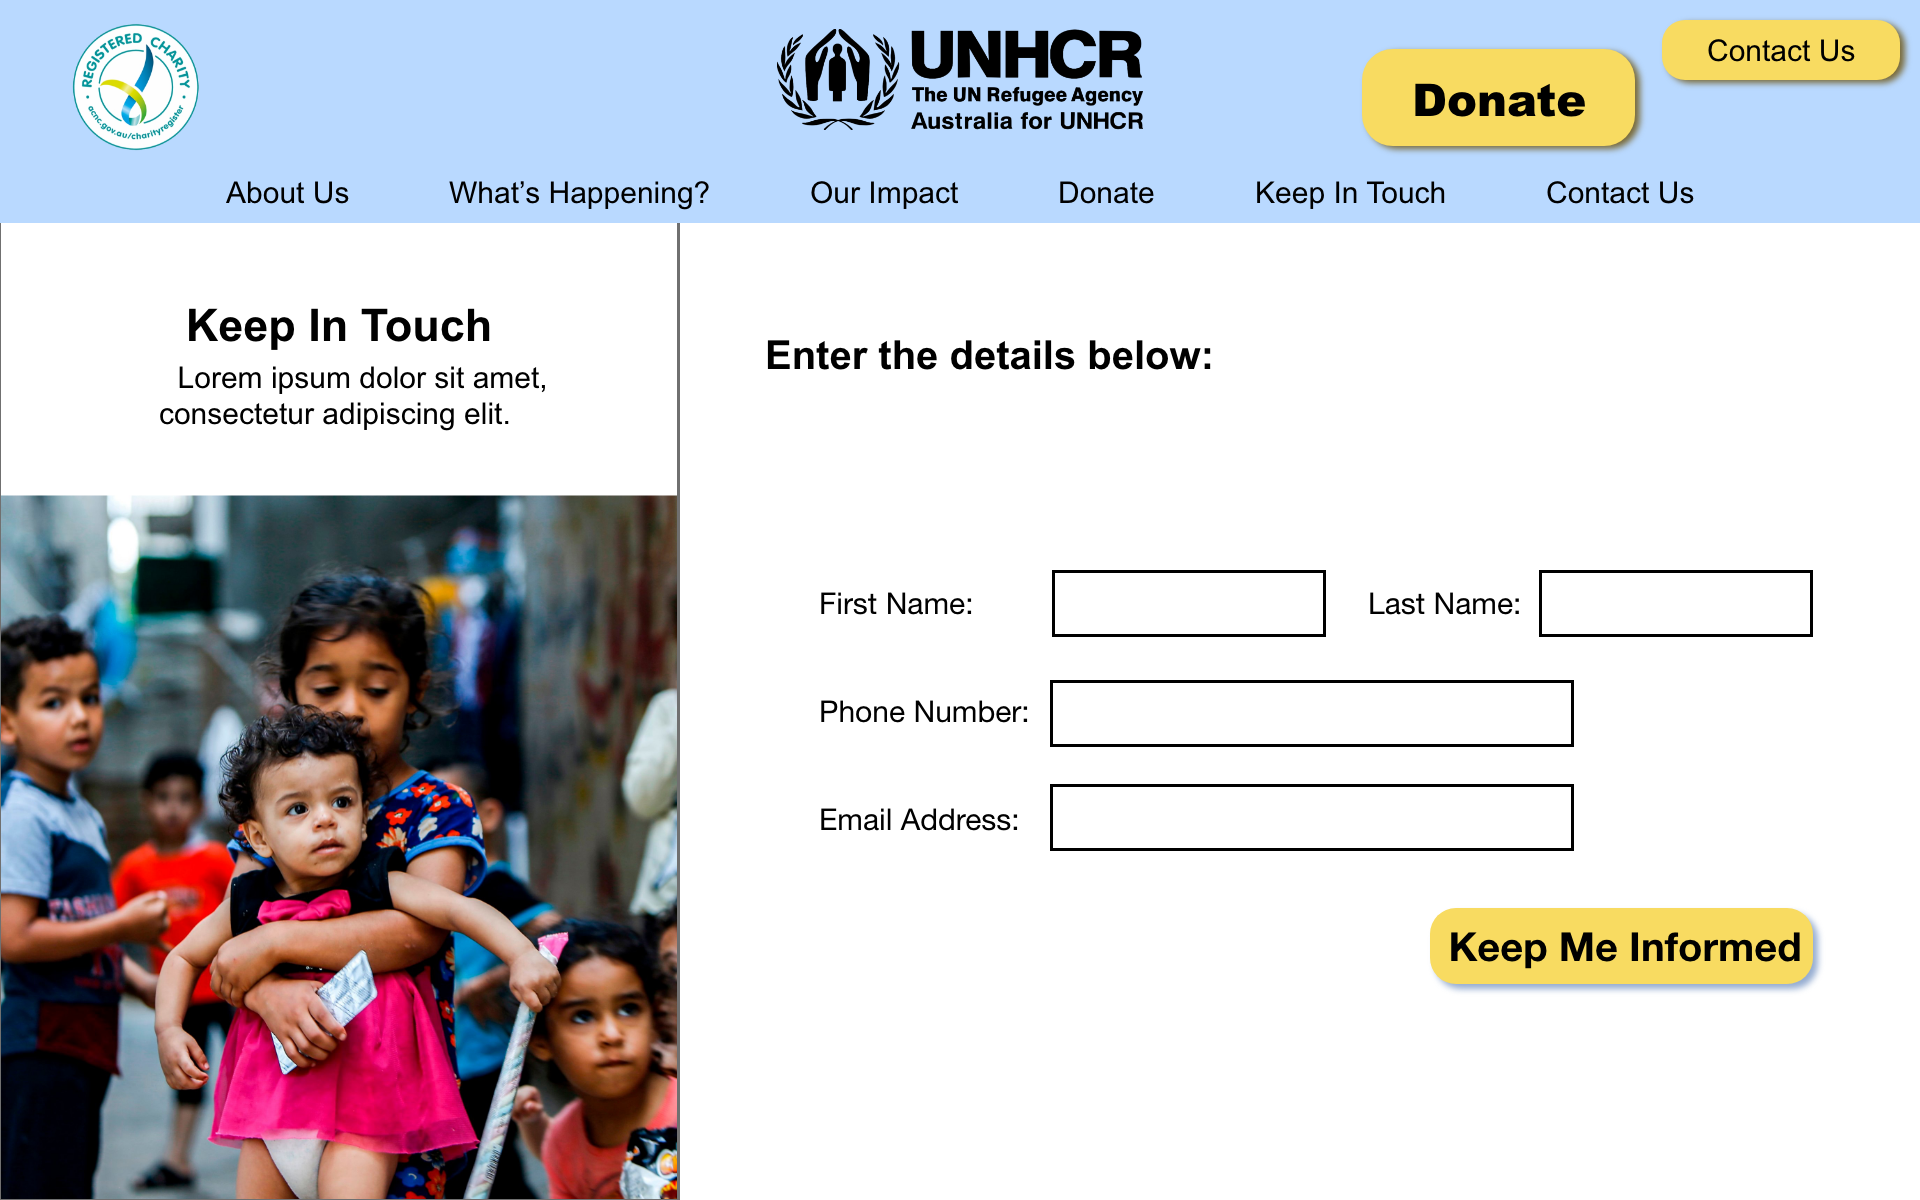 REGISTERED CHARITY
acnc.gov.au/charityregister
UNHCR
The UN Refugee Agency
Australia for UNHCR
Donate
Contact Us
About Us
What’s Happening?
Our Impact
Donate
Keep In Touch
Contact Us
Keep In Touch
Lorem ipsum dolor sit amet,
consectetur adipiscing elit.
Enter the details below:
First Name:
Last Name:
Phone Number:
Email Address:
Keep Me Informed